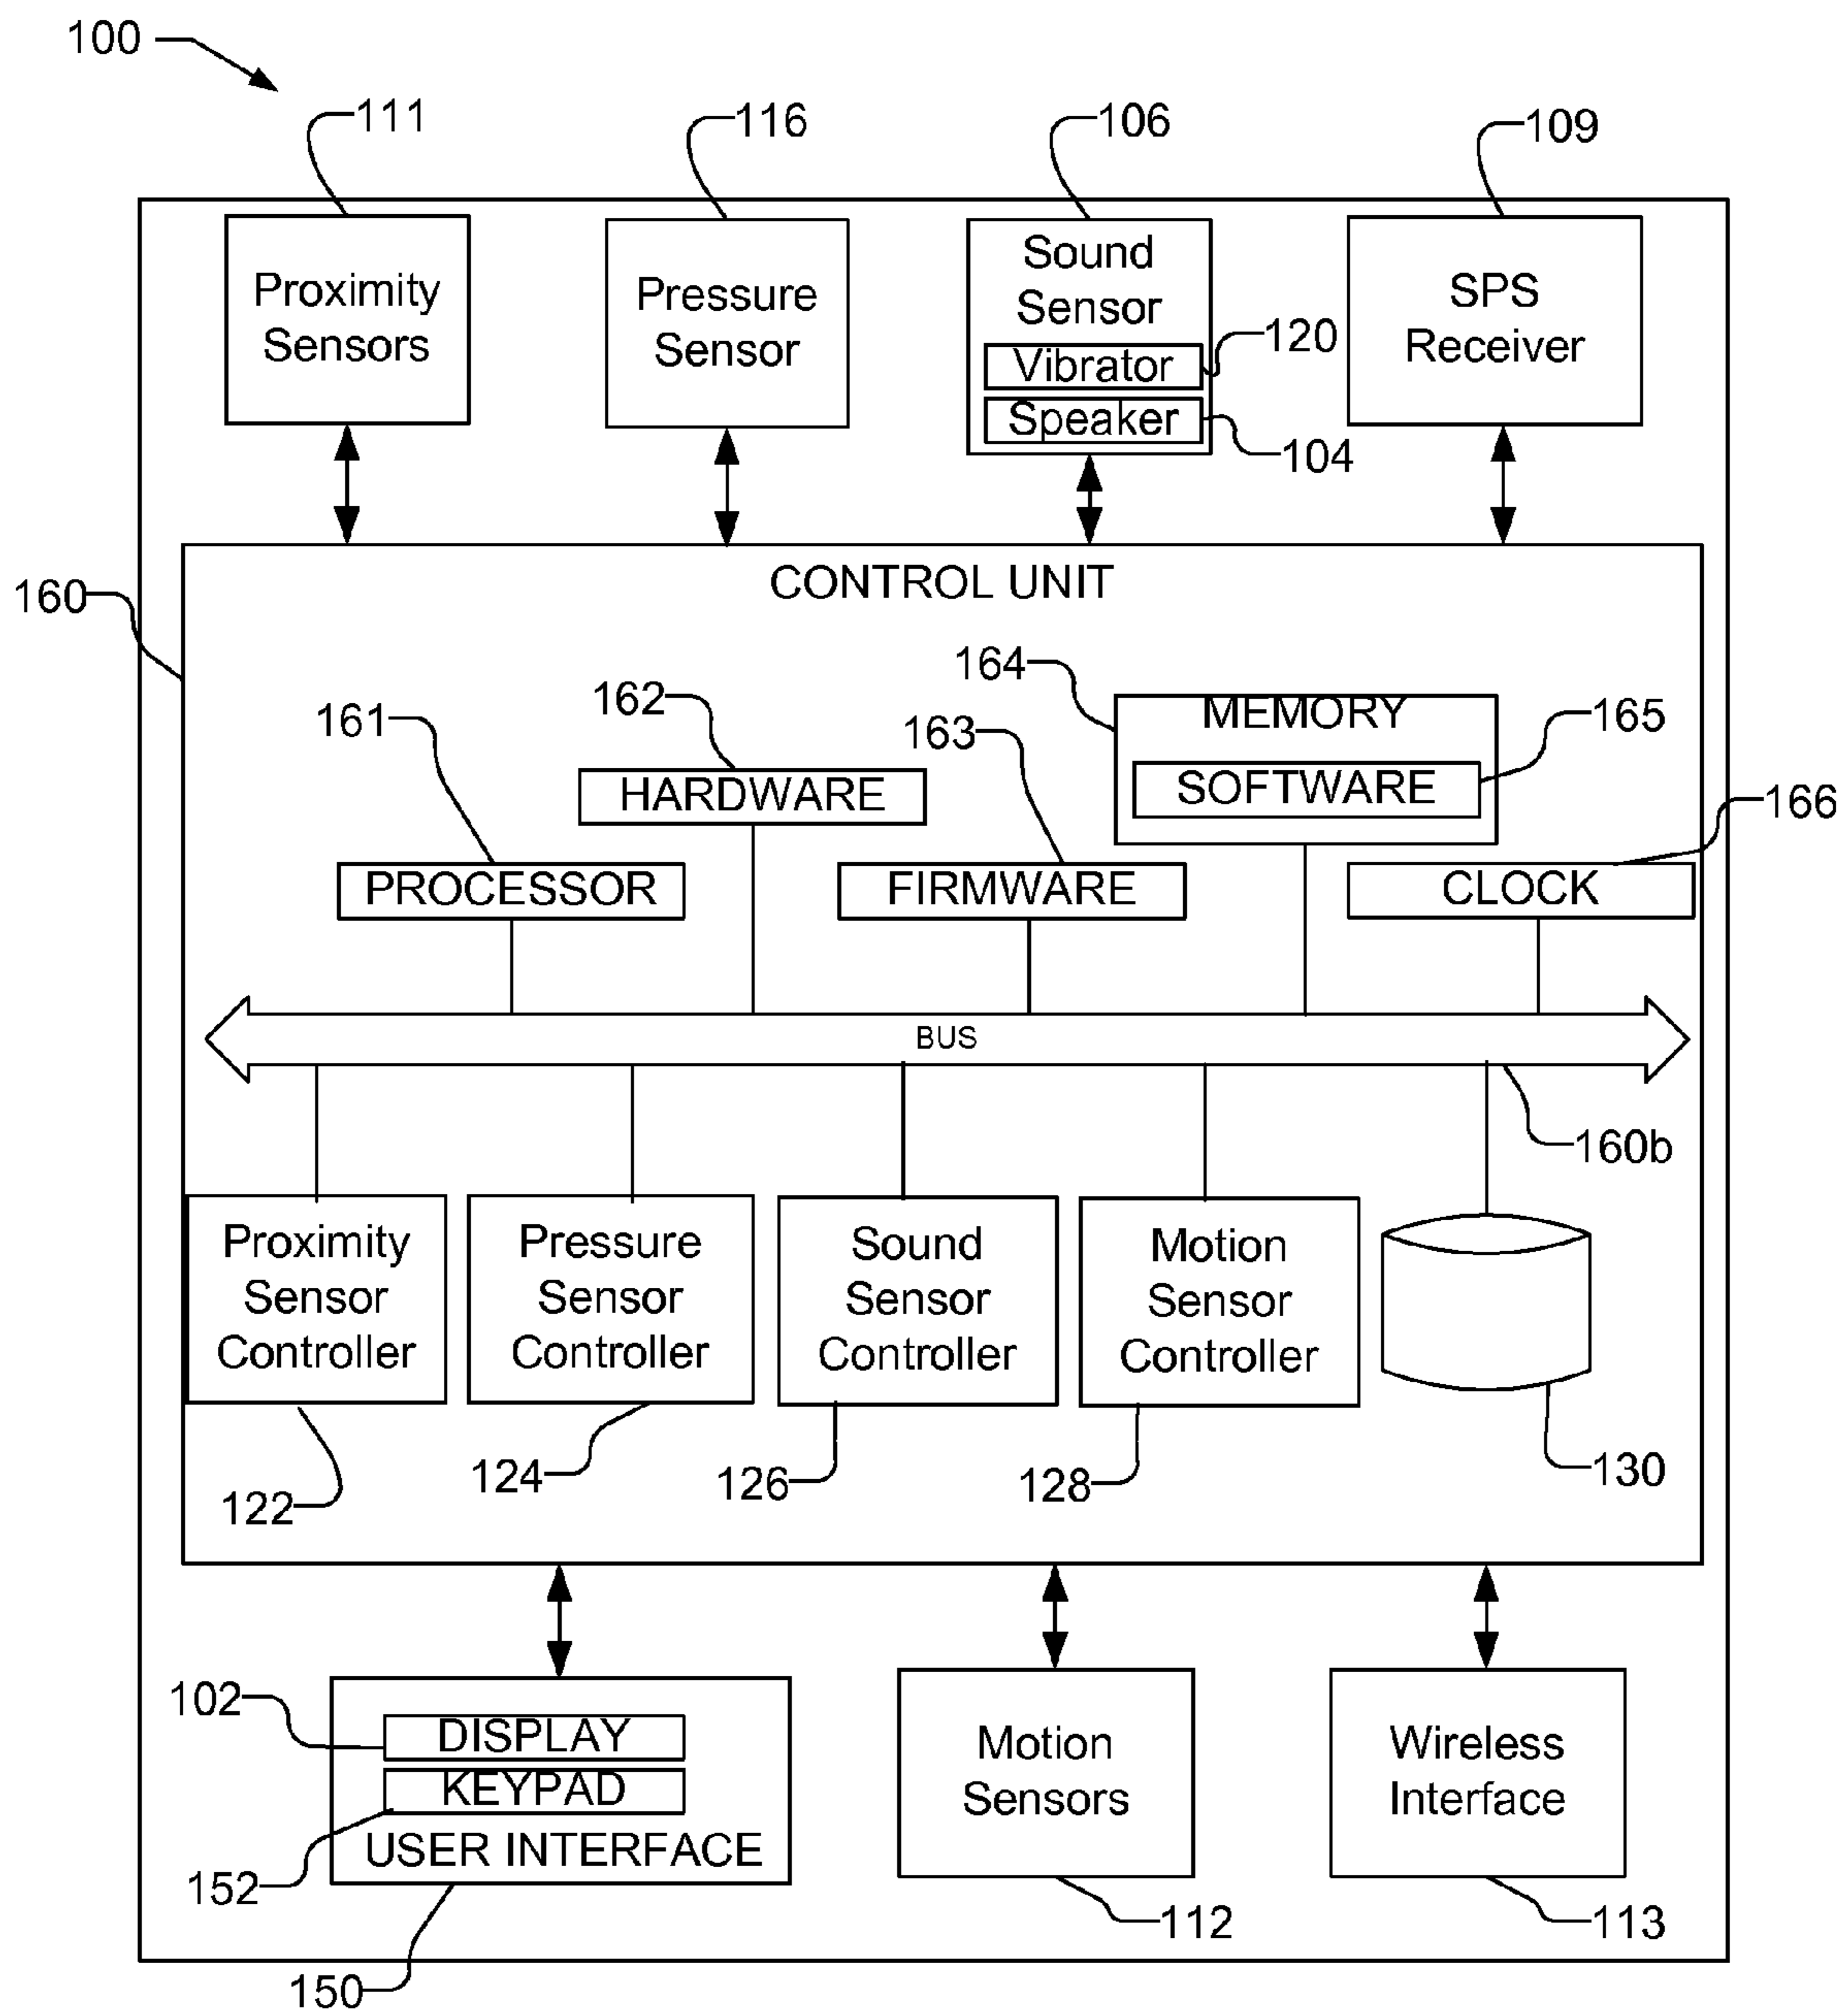 100
111
116
106
109
Proximity
Sensors
Pressure
Sensor
Sound
Sensor
Vibrator
Speaker
120
104
SPS
Receiver
160
CONTROL UNIT
161
162
163
164
165
166
MEMORY
SOFTWARE
HARDWARE
PROCESSOR
FIRMWARE
CLOCK
BUS
160b
Proximity
Sensor
Controller
Pressure
Sensor
Controller
Sound
Sensor
Controller
Motion
Sensor
Controller
122
124
126
128
130
102
DISPLAY
KEYPAD
USER INTERFACE
152
150
Motion
Sensors
112
Wireless
Interface
113